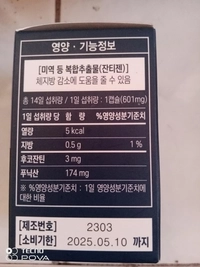 영양 · 기능정보
[미역 등 복합추출물(잔티젠)]
체지방 감소에 도움을 줄 수 있음
총 14일 섭취량 / 1일 섭취량 : 1캡슐(601mg)
1일 섭취량 당 함 량 %영양성분기준치
열량 5 kcal
지방 0.5 g 1 %
후코잔틴 3 mg
푸닉산 174 mg
※ %영양성분기준치 : 1일 영양성분기준치에
대한 비율
[제조번호] 2303
[소비기한] 2025.05.10 까지
POVA